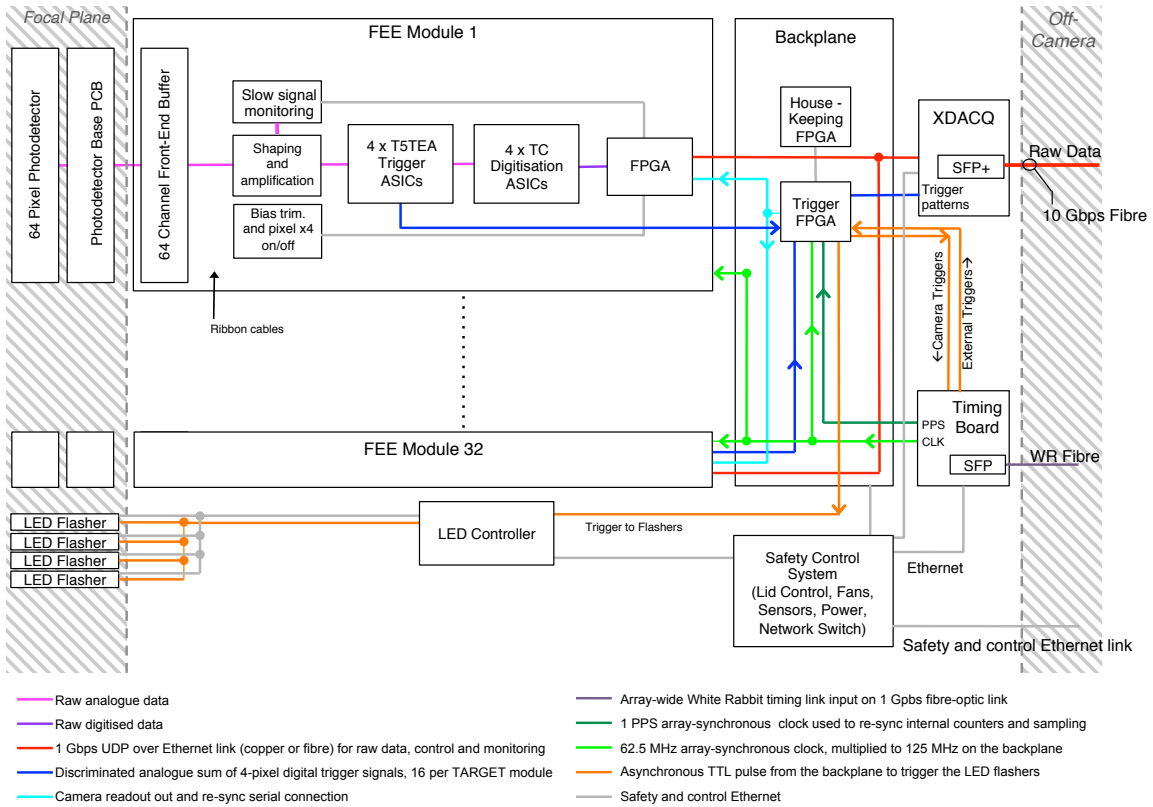 Focal Plane
FEE Module 1
Backplane
Off-
Camera
64 Pixel Photodetector
Photodetector Base PCB
64 Channel Front-End Buffer
Slow signal
monitoring
Shaping
and
amplification
Bias trim.
and pixel x4
on/off
4 x T5TEA
Trigger
ASICs
4 x TC
Digitisation
ASICs
FPGA
House -
Keeping
FPGA
Trigger
FPGA
XDACQ
SFP+
Trigger
patterns
Raw Data
10 Gbps Fibre
Ribbon cables
←Camera Triggers
External Triggers→
Timing
Board
PPS
CLK
SFP
WR Fibre
FEE Module 32
LED Flasher
LED Flasher
LED Flasher
LED Flasher
LED Controller
Trigger to Flashers
Safety Control
System
(Lid Control, Fans,
Sensors, Power,
Network Switch)
Ethernet
Safety and control Ethernet link
Raw analogue data
Raw digitised data
1 Gbps UDP over Ethernet link (copper or fibre) for raw data, control and monitoring
Discriminated analogue sum of 4-pixel digital trigger signals, 16 per TARGET module
Camera readout out and re-sync serial connection
Array-wide White Rabbit timing link input on 1 Gpbs fibre-optic link
1 PPS array-synchronous clock used to re-sync internal counters and sampling
62.5 MHz array-synchronous clock, multiplied to 125 MHz on the backplane
Asynchronous TTL pulse from the backplane to trigger the LED flashers
Safety and control Ethernet